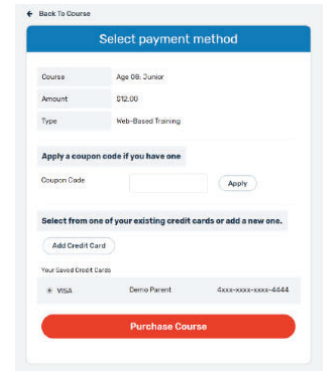 ← Back To Course
Select payment method
Course Age 08: Junior
Amount $12.00
Type Web-Based Training
Apply a coupon code if you have one
Coupon Code Apply
Select from one of your existing credit cards or add a new one.
Add Credit Card
Your Saved Credit Cards
VISA Demo Parent 4xxx-xxxx-xxxx-4444
Purchase Course